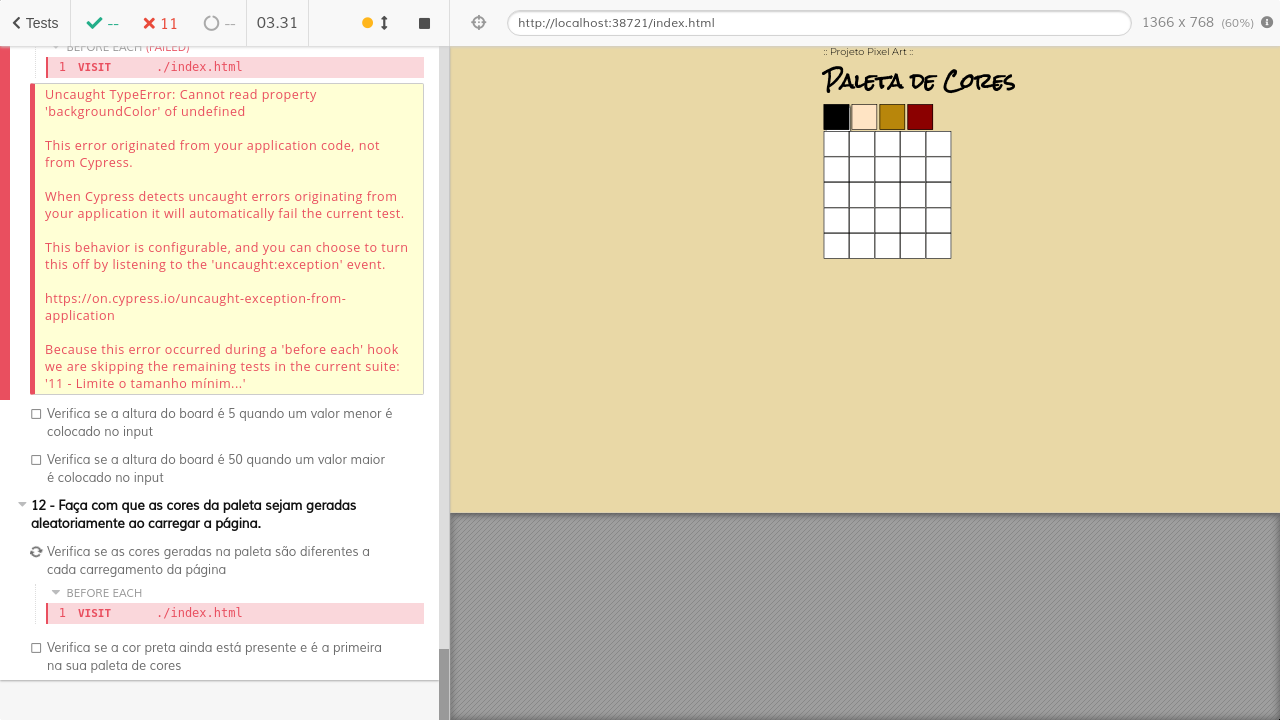 Tests
--
11
--
03.31
http://localhost:38721/index.html
1366 x 768 (60%)
BEFORE EACH (FAILED)
1 VISIT ./index.html
Uncaught TypeError: Cannot read property
'backgroundColor' of undefined
This error originated from your application code, not
from Cypress.
When Cypress detects uncaught errors originating from
your application it will automatically fail the current test.
This behavior is configurable, and you can choose to turn
this off by listening to the 'uncaught:exception' event.
https://on.cypress.io/uncaught-exception-from-
application
Because this error occurred during a 'before each' hook
we are skipping the remaining tests in the current suite:
'11 - Limite o tamanho mínim...'
Verifica se a altura do board é 5 quando um valor menor é
colocado no input
Verifica se a altura do board é 50 quando um valor maior
é colocado no input
12 - Faça com que as cores da paleta sejam geradas
aleatoriamente ao carregar a página.
Verifica se as cores geradas na paleta são diferentes a
cada carregamento da página
BEFORE EACH
1 VISIT ./index.html
Verifica se a cor preta ainda está presente e é a primeira
na sua paleta de cores
:: Projeto Pixel Art ::
Paleta de Cores